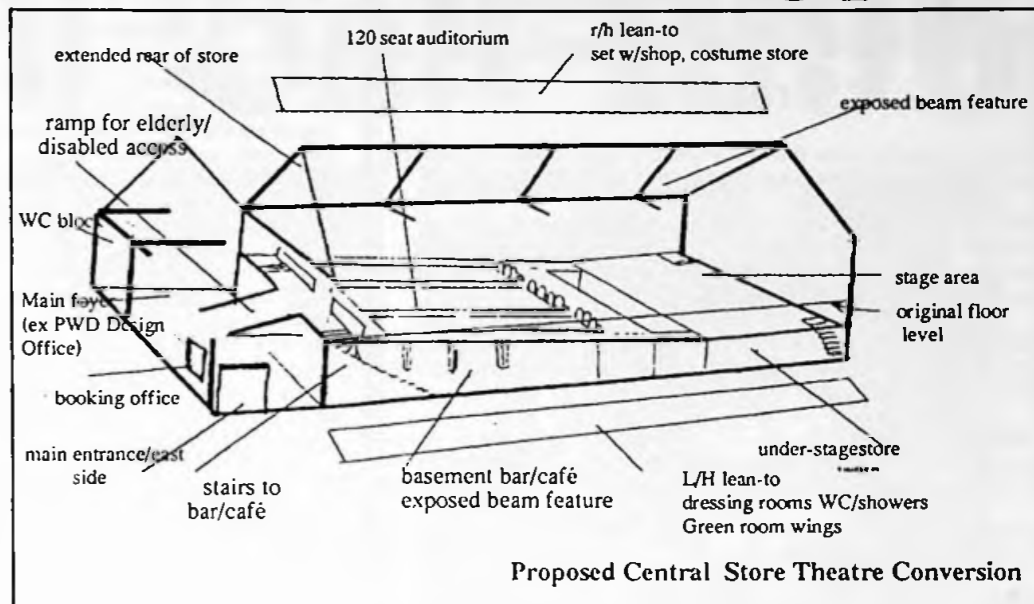 120 seat auditorium
r/h lean-to
set w/shop, costume store
extended rear of store
exposed beam feature
ramp for elderly/
disabled access
WC bloc
stage area
Main foyer
(ex PWD Design
Office)
original floor
level
booking office
main entrance/east
side
stairs to
bar/café
basement bar/café
exposed beam feature
under-stagestore
L/H lean-to
dressing rooms WC/showers
Green room wings
Proposed Central Store Theatre Conversion